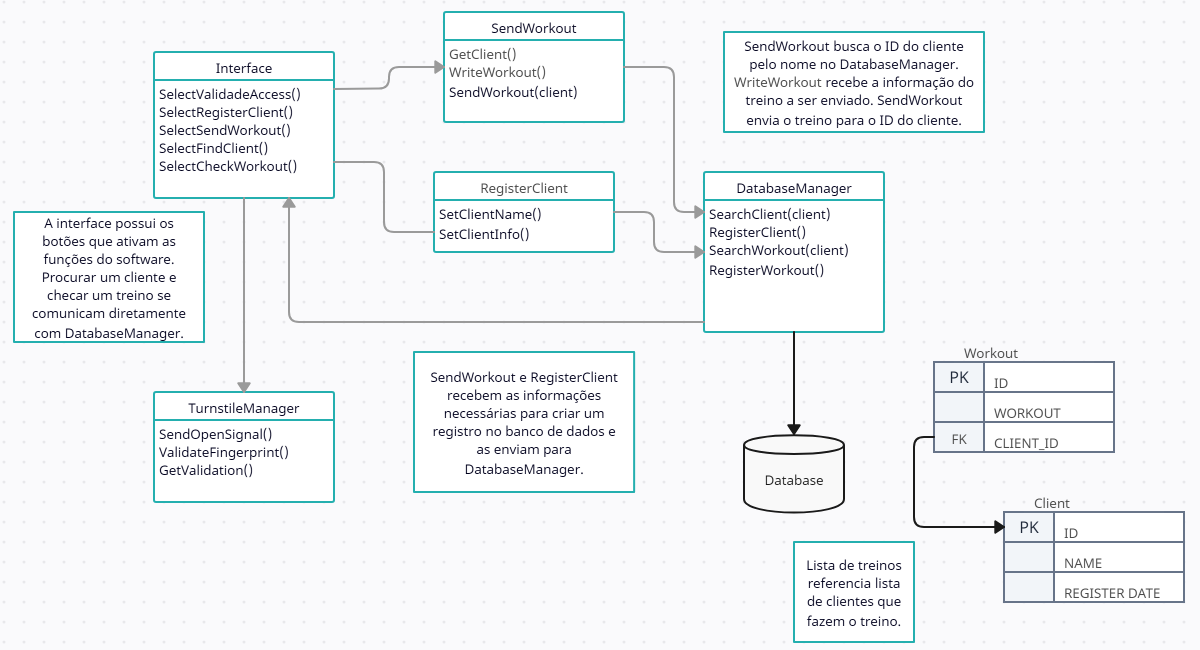 SendWorkout
GetClient()
WriteWorkout()
SendWorkout(client)
SendWorkout busca o ID do cliente
pelo nome no DatabaseManager.
WriteWorkout recebe a informação do
treino a ser enviado. SendWorkout
envia o treino para o ID do cliente.
Interface
SelectValidadeAccess()
SelectRegisterClient()
SelectSendWorkout()
SelectFindClient()
SelectCheckWorkout()
RegisterClient
SetClientName()
SetClientInfo()
DatabaseManager
SearchClient(client)
RegisterClient()
SearchWorkout(client)
RegisterWorkout()
A interface possui os
botões que ativam as
funções do software.
Procurar um cliente e
checar um treino se
comunicam diretamente
com DatabaseManager.
TurnstileManager
SendOpenSignal()
ValidateFingerprint()
GetValidation()
SendWorkout e RegisterClient
recebem as informações
necessárias para criar um
registro no banco de dados e
as enviam para
DatabaseManager.
Database
Workout
PK ID
WORKOUT
FK CLIENT_ID
Client
PK ID
NAME
REGISTER DATE
Lista de treinos
referencia lista
de clientes que
fazem o treino.